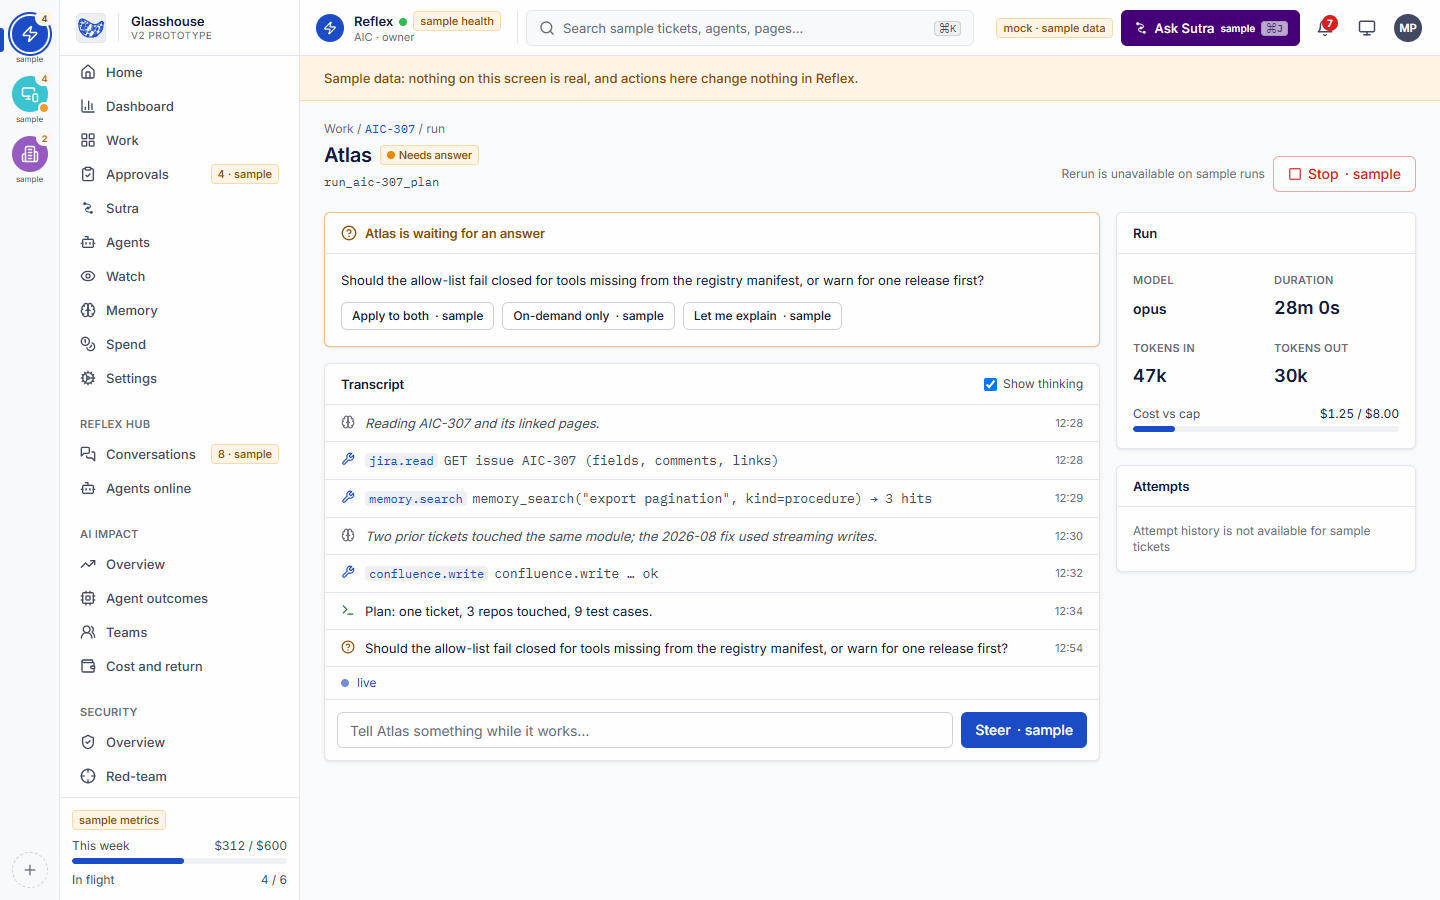 4
sample
4
sample
2
sample
Glasshouse
V2 PROTOTYPE
Home
Dashboard
Work
Approvals 4 · sample
Sutra
Agents
Watch
Memory
Spend
Settings
REFLEX HUB
Conversations 8 · sample
Agents online
AI IMPACT
Overview
Agent outcomes
Teams
Cost and return
SECURITY
Overview
Red-team
sample metrics
This week $312 / $600
In flight 4 / 6
Reflex sample health
AIC · owner
Search sample tickets, agents, pages... ⌘K
mock · sample data
Ask Sutra sample ⌘J
7
MP
Sample data: nothing on this screen is real, and actions here change nothing in Reflex.
Work / AIC-307 / run
Atlas Needs answer
run_aic-307_plan
Rerun is unavailable on sample runs
Stop · sample
Atlas is waiting for an answer
Should the allow-list fail closed for tools missing from the registry manifest, or warn for one release first?
Apply to both · sample On-demand only · sample Let me explain · sample
Transcript Show thinking
Reading AIC-307 and its linked pages. 12:28
jira.read GET issue AIC-307 (fields, comments, links) 12:28
memory.search memory_search("export pagination", kind=procedure) → 3 hits 12:29
Two prior tickets touched the same module; the 2026-08 fix used streaming writes. 12:30
confluence.write confluence.write … ok 12:32
Plan: one ticket, 3 repos touched, 9 test cases. 12:34
Should the allow-list fail closed for tools missing from the registry manifest, or warn for one release first? 12:54
live
Tell Atlas something while it works... Steer · sample
Run
MODEL DURATION
opus 28m 0s
TOKENS IN TOKENS OUT
47k 30k
Cost vs cap $1.25 / $8.00
Attempts
Attempt history is not available for sample
tickets